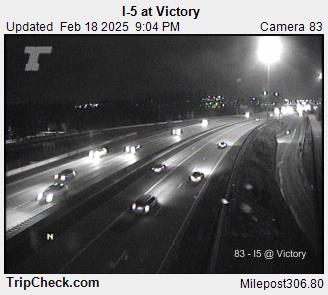 I-5 at Victory
Updated Feb 18 2025 9:04 PM Camera 83
T
N
83 - I5 @ Victory
TripCheck.com Milepost306.80